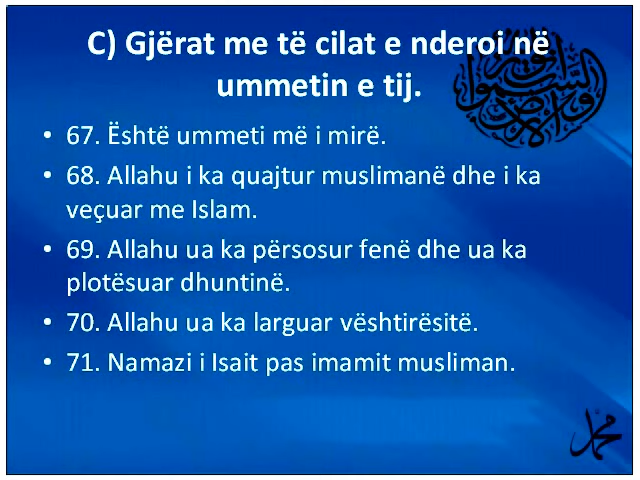 C) Gjërat me të cilat e nderoi në
ummetin e tij.
• 67. Është ummeti më i mirë.
• 68. Allahu i ka quajtur muslimanë dhe i ka
veçuar me Islam.
• 69. Allahu ua ka përsosur fenë dhe ua ka
plotësuar dhuntinë.
• 70. Allahu ua ka larguar vështirësitë.
• 71. Namazi i Isait pas imamit musliman.
محمد